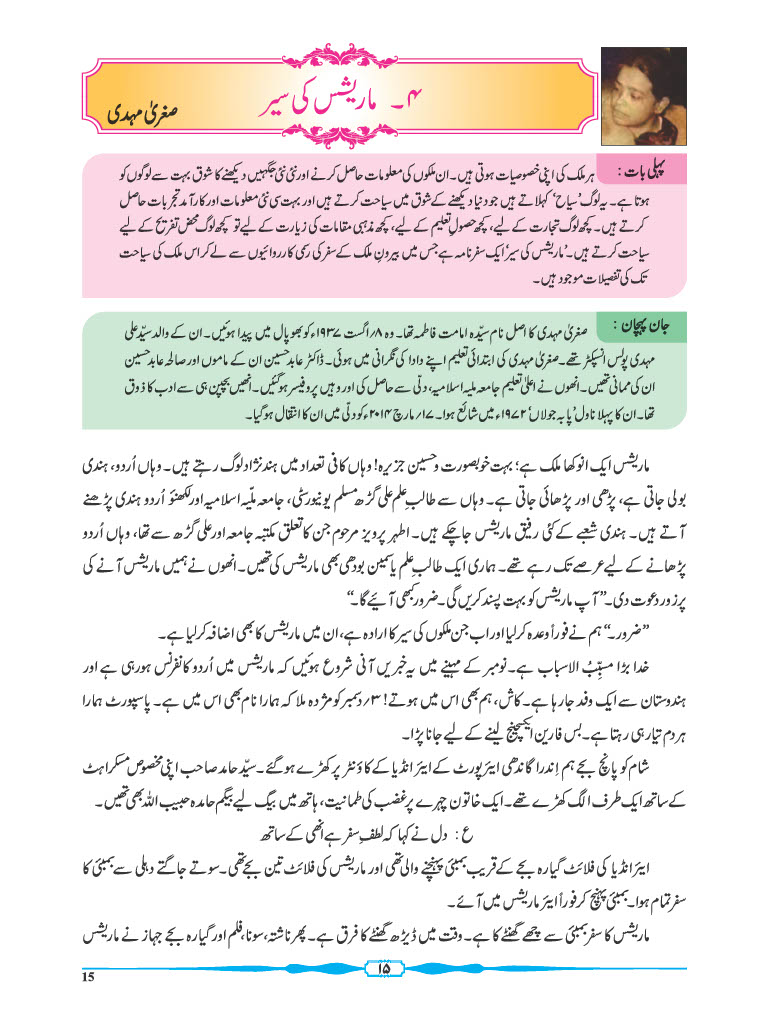 ۴۔ ماریشس کی سیر
صغریٰ مہدی
پہلی بات : ہر ملک کی اپنی خصوصیات ہوتی ہیں۔ ان ملکوں کی معلومات حاصل کرنے اور نئی نئی جگہیں دیکھنے کا شوق بہت سے لوگوں کو
ہوتا ہے۔ یہ لوگ ’سیاح‘ کہلاتے ہیں جو دنیا دیکھنے کے شوق میں سیاحت کرتے ہیں اور بہت سی نئی معلومات اور کارآمد تجربات حاصل
کرتے ہیں۔ کچھ لوگ تجارت کے لیے، کچھ حصولِ تعلیم کے لیے، کچھ مذہبی مقامات کی زیارت کے لیے تو کچھ لوگ محض تفریح کے لیے
سیاحت کرتے ہیں۔ ’ماریشس کی سیر‘ ایک سفرنامہ ہے جس میں بیرونِ ملک کے سفر کی رسمی کارروائیوں سے لے کر اس ملک کی سیاحت
تک کی تفصیلات موجود ہیں۔
جان پہچان : صغریٰ مہدی کا اصل نام سیّدہ امامت فاطمہ تھا۔ وہ ۸؍ اگست ۱۹۳۷ء کو بھوپال میں پیدا ہوئیں۔ ان کے والد سیّد علی
مہدی پولس انسپکٹر تھے۔ صغریٰ مہدی کی ابتدائی تعلیم اپنے دادا کی نگرانی میں ہوئی۔ ڈاکٹر عابد حسین ان کے ماموں اور صالحہ عابد حسین
ان کی ممانی تھیں۔ انھوں نے اعلیٰ تعلیم جامعہ ملیہ اسلامیہ، دلّی سے حاصل کی اور وہیں پروفیسر ہوگئیں۔ انھیں بچپن ہی سے ادب کا ذوق
تھا۔ ان کا پہلا ناول ’پا بہ جولاں‘ ۱۹۷۲ء میں شائع ہوا۔ ۱۷؍ مارچ ۲۰۱۴ء کو دلّی میں ان کا انتقال ہوگیا۔
ماریشس ایک انوکھا ملک ہے؛ بہت خوبصورت و حسین جزیرہ! وہاں کافی تعداد میں ہند نژاد لوگ رہتے ہیں۔ وہاں اُردو، ہندی
بولی جاتی ہے، پڑھی اور پڑھائی جاتی ہے۔ وہاں سے طالبِ علم علی گڑھ مسلم یونیورسٹی، جامعہ ملّیہ اسلامیہ اور لکھنؤ اُردو ہندی پڑھنے
آتے ہیں۔ ہندی شعبے کے کئی رفیق ماریشس جا چکے ہیں۔ اطہر پرویز مرحوم جن کا تعلق مکتبہ جامعہ اور علی گڑھ سے تھا، وہاں اُردو
پڑھانے کے لیے عرصے تک رہے تھے۔ ہماری ایک طالبِ علم یاسمین بودھی بھی ماریشس کی تھیں۔ انھوں نے ہمیں ماریشس آنے کی
پرزور دعوت دی۔ ”آپ ماریشس کو بہت پسند کریں گی۔ ضرور کبھی آئیے گا۔“
”ضرور۔“ ہم نے فوراً وعدہ کر لیا اور اب جن ملکوں کی سیر کا ارادہ ہے، ان میں ماریشس کا بھی اضافہ کر لیا ہے۔
خدا بڑا مسبّبُ الاسباب ہے۔ نومبر کے مہینے میں یہ خبریں آنی شروع ہوئیں کہ ماریشس میں اُردو کانفرنس ہو رہی ہے اور
ہندوستان سے ایک وفد جا رہا ہے۔ کاش، ہم بھی اس میں ہوتے! ۳؍ دسمبر کو مژدہ ملا کہ ہمارا نام بھی اس میں ہے۔ پاسپورٹ ہمارا
ہر دم تیار ہی رہتا ہے۔ بس فارین ایکسچینج لینے کے لیے جانا پڑا۔
شام کو پانچ بجے ہم اِندرا گاندھی ایئرپورٹ کے ایئر انڈیا کے کاؤنٹر پر کھڑے ہوگئے۔ سیّد حامد صاحب اپنی مخصوص مسکراہٹ
کے ساتھ ایک طرف الگ کھڑے تھے۔ ایک خاتون چہرے پر غضب کی طمانیت، ہاتھ میں بیگ لیے بیگم حامدہ حبیب اللہ بھی تھیں۔
ع : دل نے کہا کہ لطفِ سفر ہے انھی کے ساتھ
ایئر انڈیا کی فلائٹ گیارہ بجے کے قریب بمبئی پہنچنے والی تھی اور ماریشس کی فلائٹ تین بجے تھی۔ سوتے جاگتے دہلی سے بمبئی کا
سفر تمام ہوا۔ بمبئی پہنچ کر فوراً ایئر ماریشس میں آئے۔
ماریشس کا سفر بمبئی سے چھے گھنٹے کا ہے۔ وقت میں ڈیڑھ گھنٹے کا فرق ہے۔ پھر ناشتہ، سونا، فلم اور گیارہ بجے جہاز نے ماریشس
۱۵
15